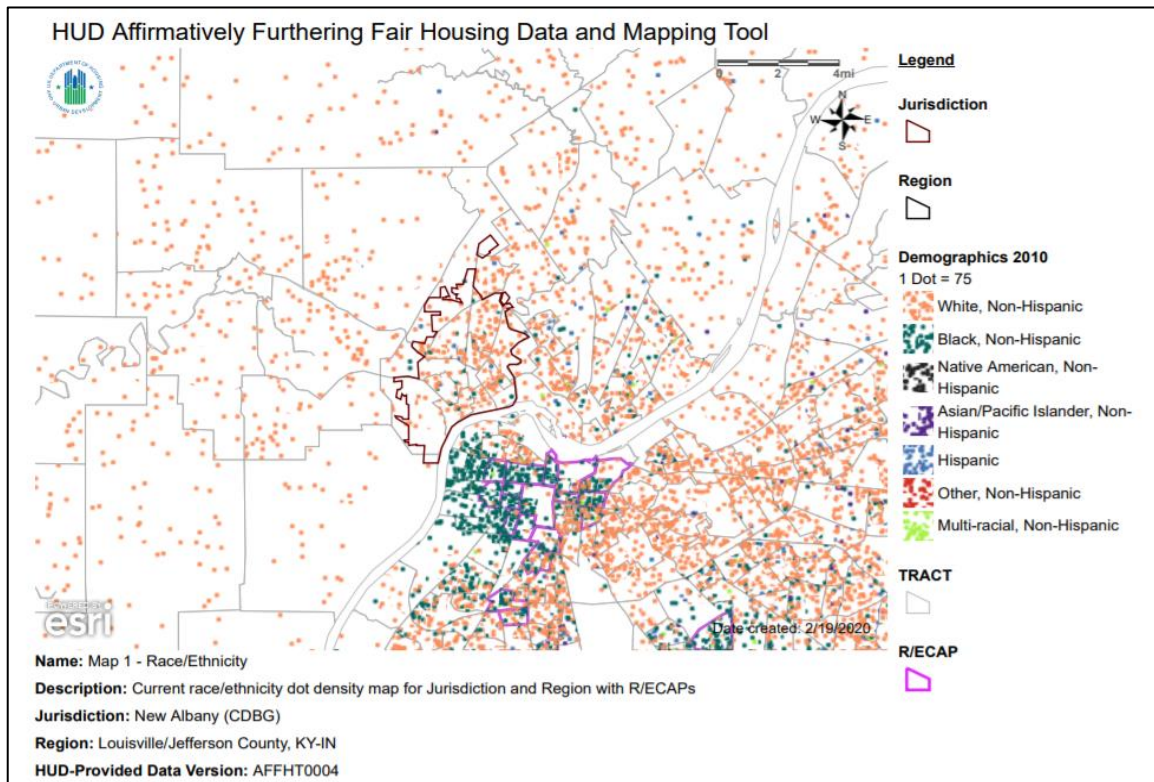 HUD Affirmatively Furthering Fair Housing Data and Mapping Tool
0 2 4mi
N
W E
S
Legend
Jurisdiction
Region
Demographics 2010
1 Dot = 75
White, Non-Hispanic
Black, Non-Hispanic
Native American, Non-
Hispanic
Asian/Pacific Islander, Non-
Hispanic
Hispanic
Other, Non-Hispanic
Multi-racial, Non-Hispanic
TRACT
R/ECAP
POWERED BY
esri
Date created: 2/19/2020
Name: Map 1 - Race/Ethnicity
Description: Current race/ethnicity dot density map for Jurisdiction and Region with R/ECAPs
Jurisdiction: New Albany (CDBG)
Region: Louisville/Jefferson County, KY-IN
HUD-Provided Data Version: AFFHT0004